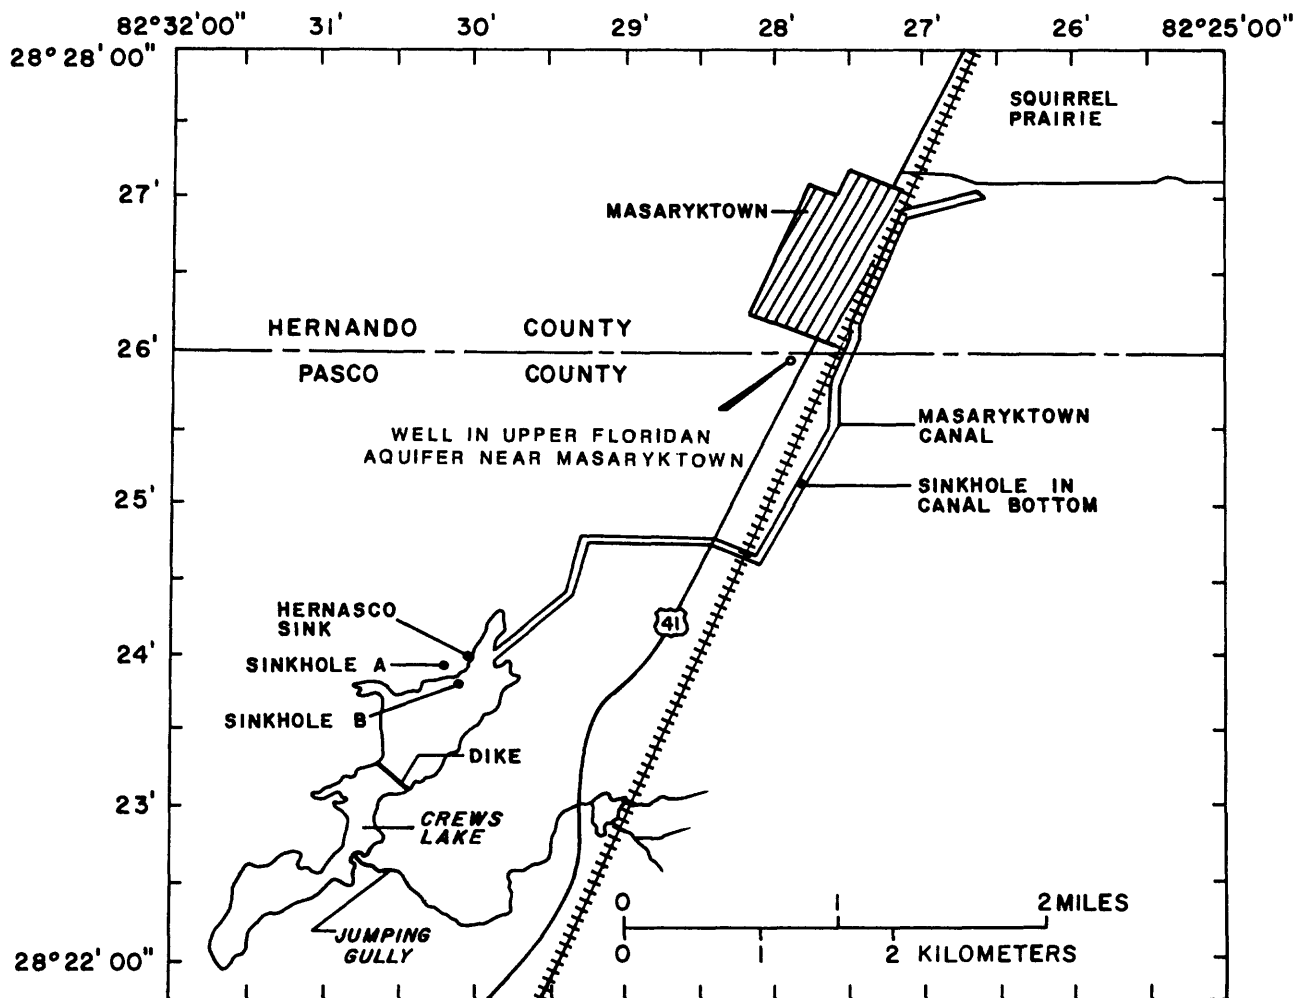 82°32'00" 31' 30' 29' 28' 27' 26' 82°25'00"
28°28'00"
SQUIRREL
PRAIRIE
27'
MASARYKTOWN
HERNANDO COUNTY
26'
PASCO COUNTY
MASARYKTOWN
CANAL
WELL IN UPPER FLORIDAN
AQUIFER NEAR MASARYKTOWN
SINKHOLE IN
CANAL BOTTOM
25'
HERNASCO
SINK
41
24'
SINKHOLE A
SINKHOLE B
DIKE
23'
CREWS
LAKE
0 1 2 MILES
JUMPING
GULLY
28°22'00"
0 1 2 KILOMETERS